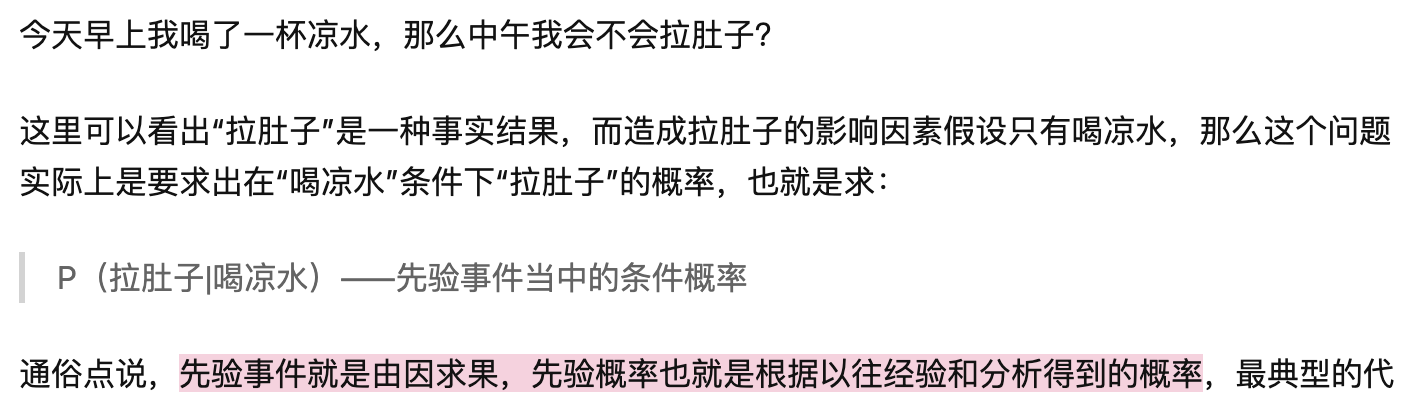 今天早上我喝了一杯凉水，那么中午我会不会拉肚子？
这里可以看出“拉肚子”是一种事实结果，而造成拉肚子的影响因素假设只有喝凉水，那么这个问题
实际上是要求出在“喝凉水”条件下“拉肚子”的概率，也就是求：
P（拉肚子|喝凉水）——先验事件当中的条件概率
通俗点说，先验事件就是由因求果，先验概率也就是根据以往经验和分析得到的概率，最典型的代